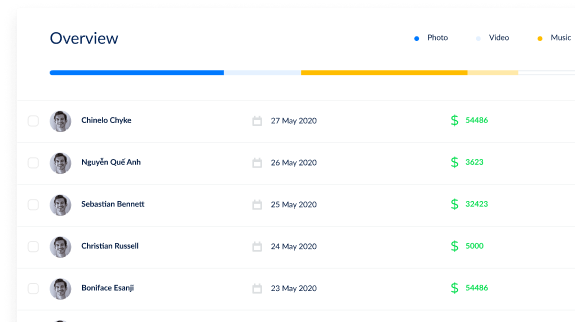 Overview
Photo
Video
Music
Chinelo Chyke
27 May 2020
$ 54486
Nguyễn Quế Anh
26 May 2020
$ 3623
Sebastian Bennett
25 May 2020
$ 32423
Christian Russell
24 May 2020
$ 5000
Boniface Esanji
23 May 2020
$ 54486